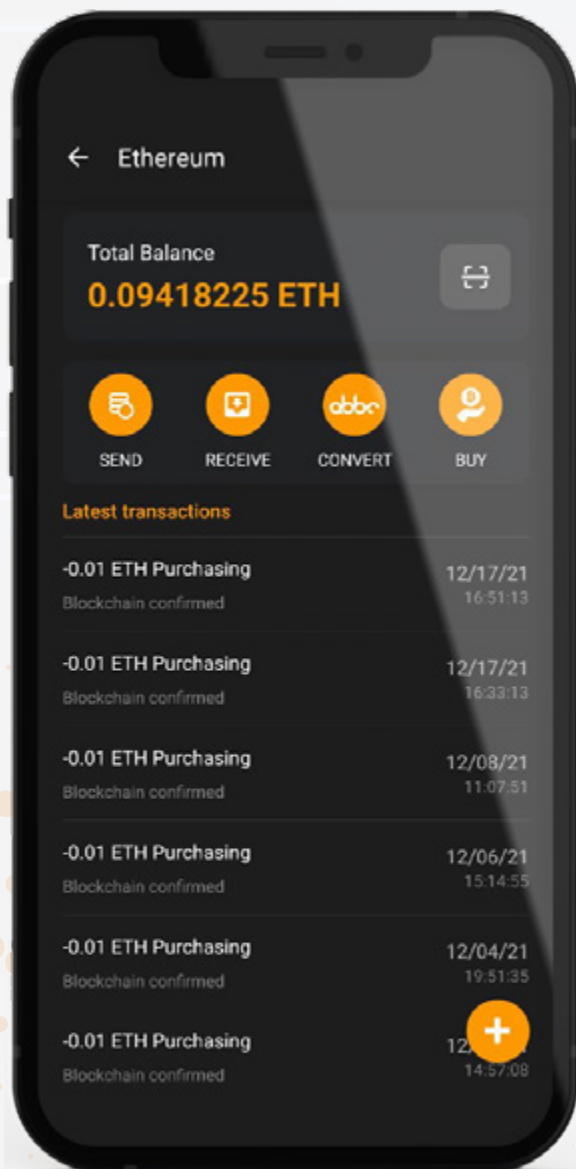 Ethereum
Total Balance
0.09418225 ETH
abbc
SEND RECEIVE CONVERT BUY
Latest transactions
-0.01 ETH Purchasing 12/17/21
Blockchain confirmed 16:51:13
-0.01 ETH Purchasing 12/17/21
Blockchain confirmed 16:33:13
-0.01 ETH Purchasing 12/08/21
Blockchain confirmed 11:07:51
-0.01 ETH Purchasing 12/06/21
Blockchain confirmed 15:14:55
-0.01 ETH Purchasing 12/04/21
Blockchain confirmed 19:51:35
-0.01 ETH Purchasing
Blockchain confirmed 14:57:08